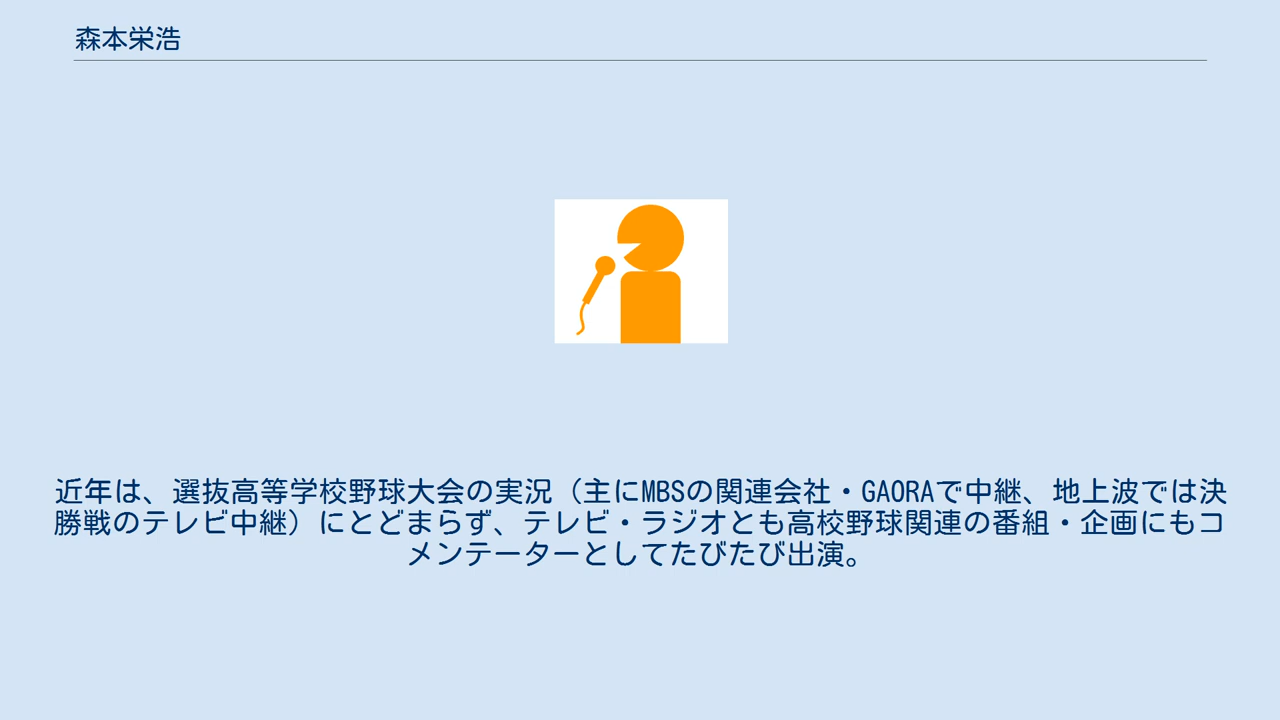 森本栄浩
近年は、選抜高等学校野球大会の実況（主にMBSの関連会社・GAORAで中継、地上波では決
勝戦のテレビ中継）にとどまらず、テレビ・ラジオとも高校野球関連の番組・企画にもコ
メンテーターとしてたびたび出演。